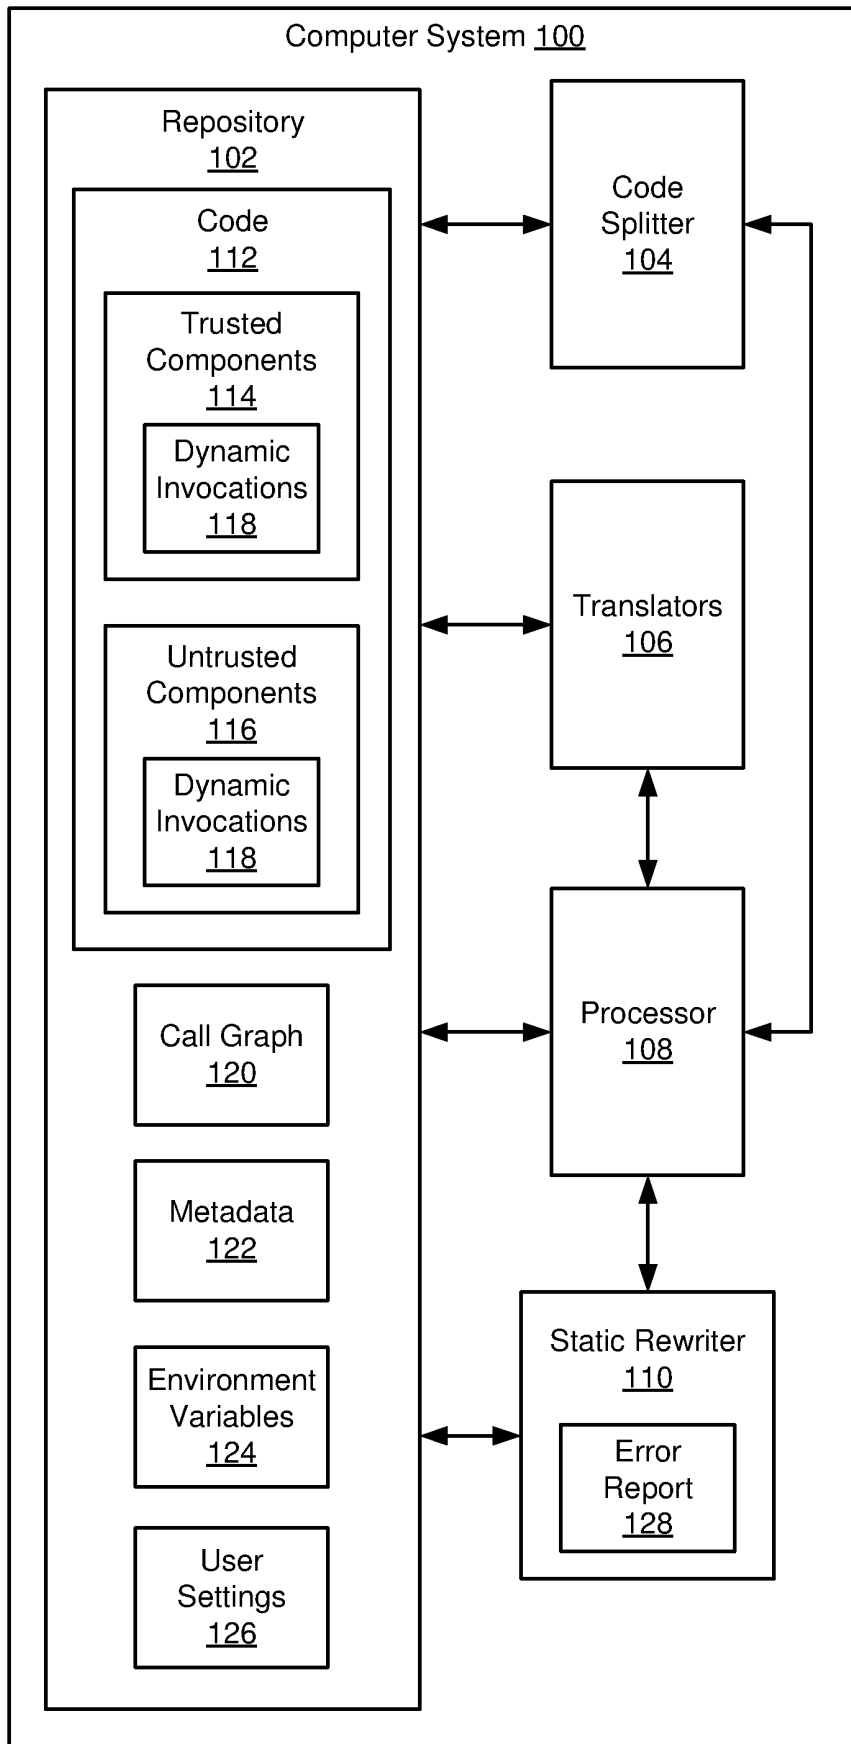 Computer System 100
Repository
102
Code
112
Trusted
Components
114
Dynamic
Invocations
118
Untrusted
Components
116
Dynamic
Invocations
118
Call Graph
120
Metadata
122
Environment
Variables
124
User
Settings
126
Code
Splitter
104
Translators
106
Processor
108
Static Rewriter
110
Error
Report
128